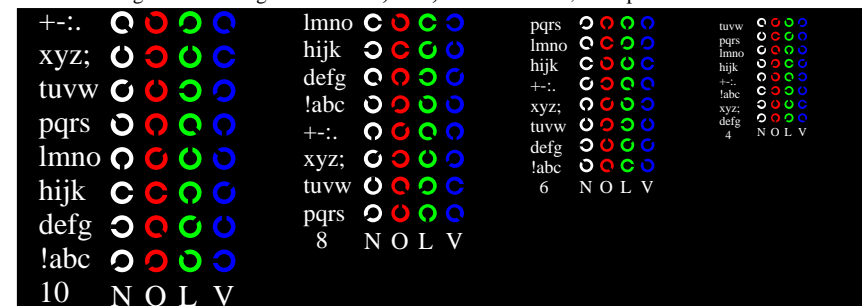 +-:.
xyz;
tuvw
pqrs
lmno
hijk
defg
!abc
10 N O L V
lmno
hijk
defg
!abc
+-:.
xyz;
tuvw
pqrs
8 N O L V
pqrs
lmno
hijk
+-:.
xyz;
tuvw
defg
!abc
6 N O L V
tuvw
pqrs
lmno
hijk
+-:.
!abc
xyz;
defg
4 N O L V